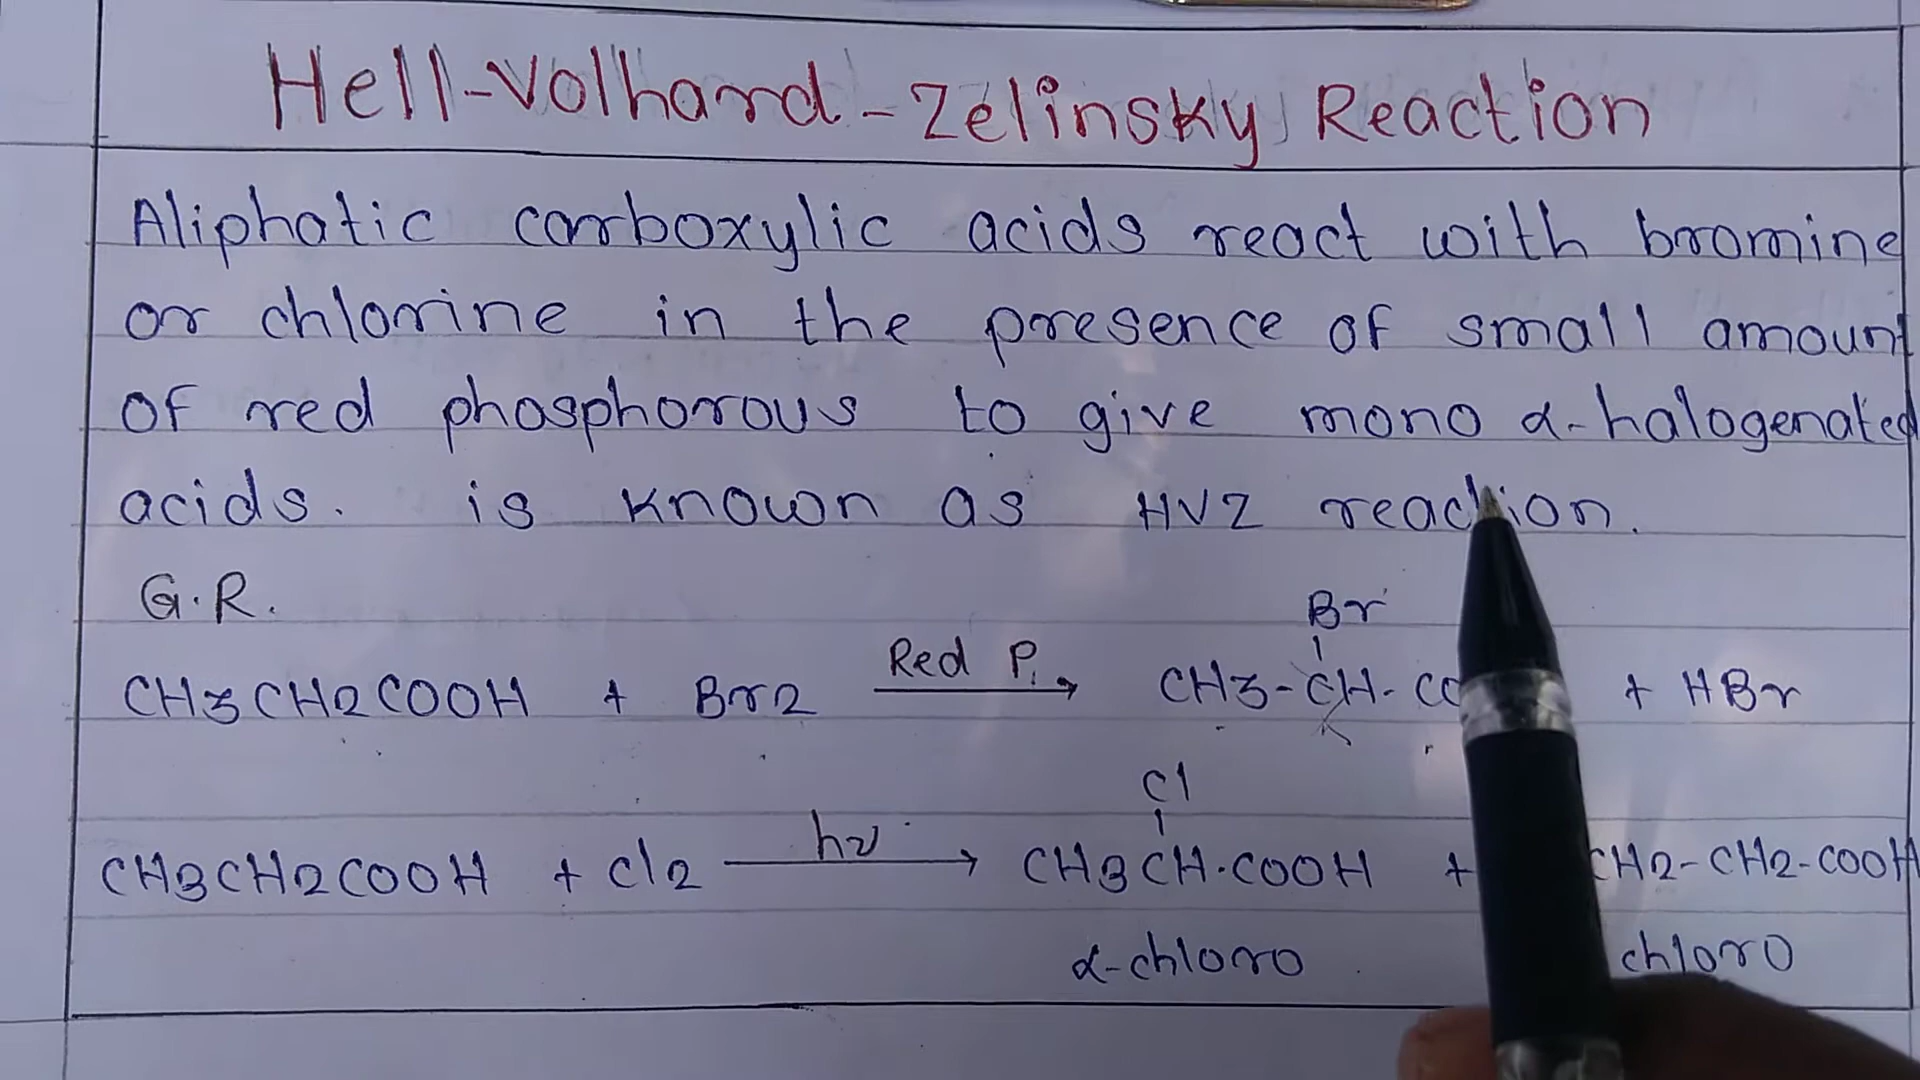 Hell-Volhard-Zelinsky Reaction
Aliphatic carboxylic acids react with bromine
or chlorine in the presence of small amount
of red phosphorous to give mono α-halogenated
acids. is known as HVZ reaction.
G.R.
Br
CH3CH2COOH + Br2 Red P. → CH3-CH- + HBr
Cl
CH3CH2COOH + Cl2 hν → CH3CH.COOH + CH2-CH2-COOH
α-chloro chloro